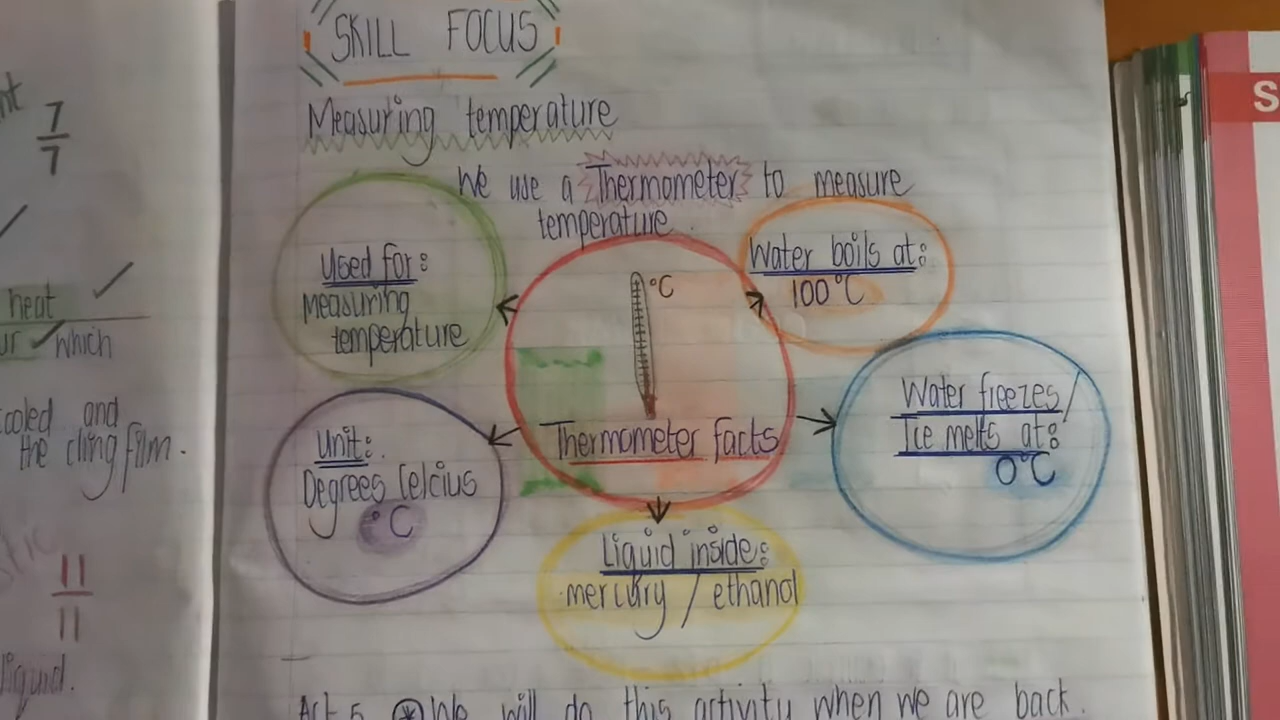 SKILL FOCUS
Measuring temperature
We use a Thermometer to measure
temperature.
Used for:
Measuring
temperature
°C
Thermometer facts
Water boils at:
100°C
Water freezes/
Ice melts at:
0°C
Unit:
Degrees Celcius
°C
Liquid inside:
mercury / ethanol
Act 5 * We will do this activity when we are back.
7
7
heat
which
and
the cling film.
11
11
liquid.
S